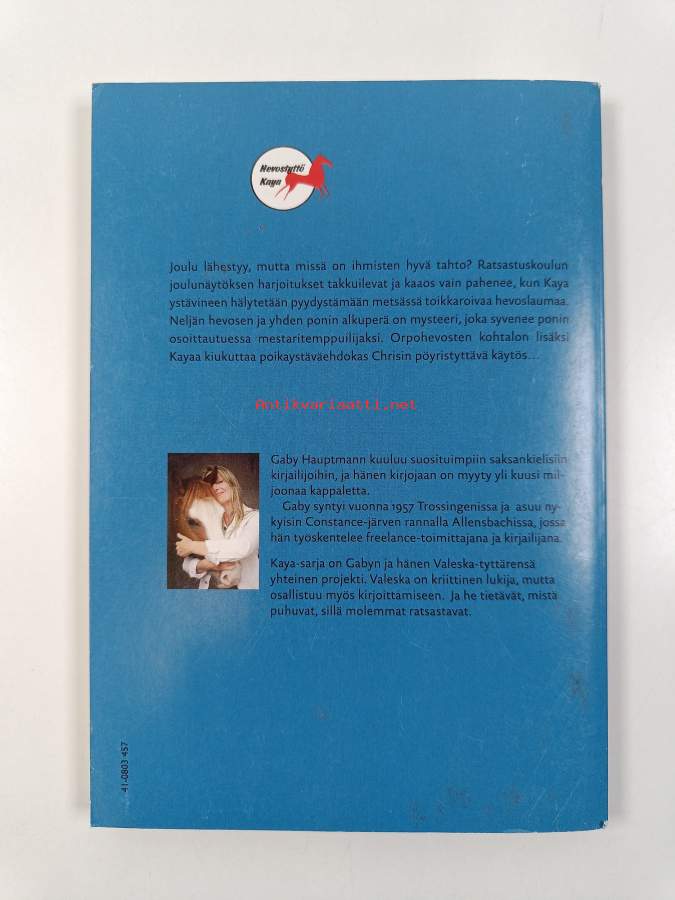 Hevostyttö
Kaya
Joulu lähestyy, mutta missä on ihmisten hyvä tahto? Ratsastuskoulun
joulunäytöksen harjoitukset takkuilevat ja kaaos vain pahenee, kun Kaya
ystävineen hälytetään pyydystämään metsässä toikkaroivaa hevoslaumaa.
Neljän hevosen ja yhden ponin alkuperä on mysteeri, joka syvenee ponin
osoittautuessa mestaritemppuilijaksi. Orpohevosten kohtalon lisäksi
Kayaa kiukuttaa poikaystäväehdokas Chrisin pöyristyttävä käytös...
Antikvariaatti.net
Gaby Hauptmann kuuluu suosituimpiin saksankielisiin
kirjailijoihin, ja hänen kirjojaan on myyty yli kuusi mil-
joonaa kappaletta.
Gaby syntyi vuonna 1957 Trossingenissa ja asuu ny-
kyisin Constance-järven rannalla Allensbachissa, jossa
hän työskentelee freelance-toimittajana ja kirjailijana.
Kaya-sarja on Gabyn ja hänen Valeska-tyttärensä
yhteinen projekti. Valeska on kriittinen lukija, mutta
osallistuu myös kirjoittamiseen. Ja he tietävät, mistä
puhuvat, sillä molemmat ratsastavat.
41-0803 457